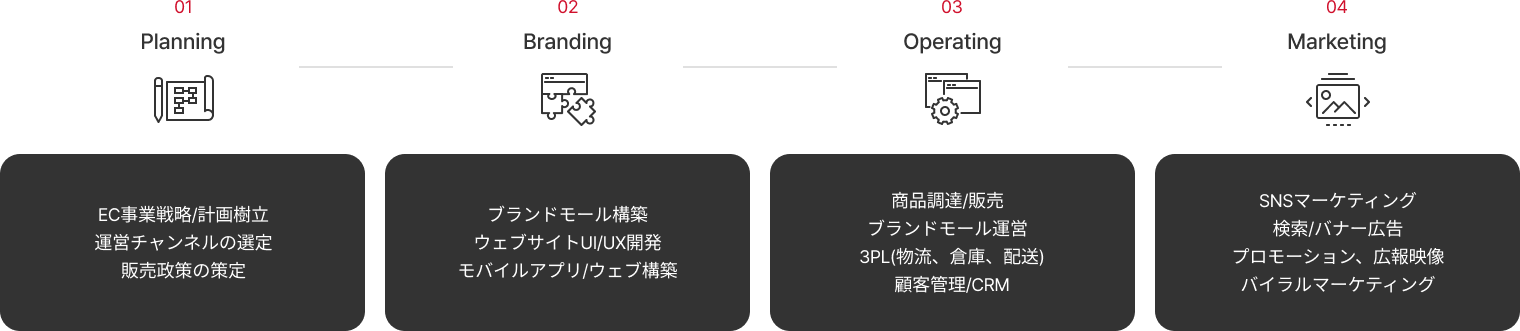 01
Planning
EC事業戦略/計画樹立
運営チャンネルの選定
販売政策の策定
02
Branding
ブランドモール構築
ウェブサイトUI/UX開発
モバイルアプリ/ウェブ構築
03
Operating
商品調達/販売
ブランドモール運営
3PL(物流、倉庫、配送)
顧客管理/CRM
04
Marketing
SNSマーケティング
検索/バナー広告
プロモーション、広報映像
バイラルマーケティング